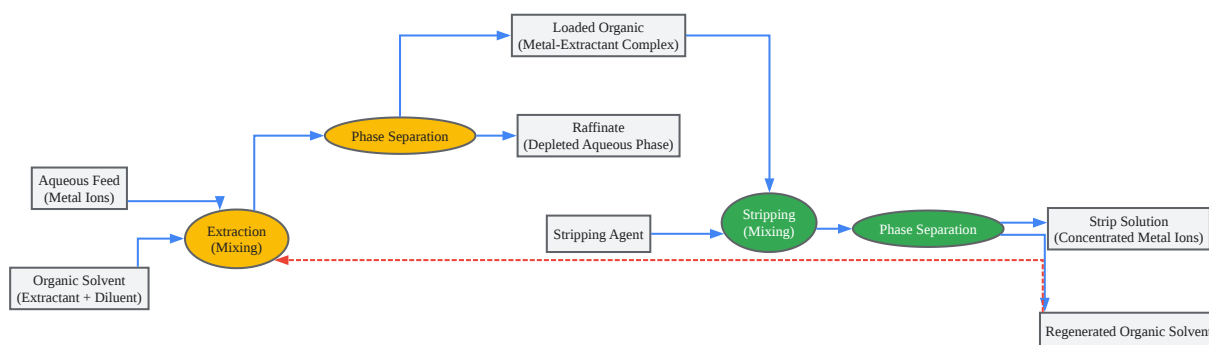 Loaded Organic
(Metal-Extractant Complex)
Phase Separation
Raffinate
(Depleted Aqueous Phase)
Aqueous Feed
(Metal Ions)
Extraction
(Mixing)
Organic Solvent
(Extractant + Diluent)
Stripping Agent
Stripping
(Mixing)
Phase Separation
Strip Solution
(Concentrated Metal Ions)
Regenerated Organic Solvent